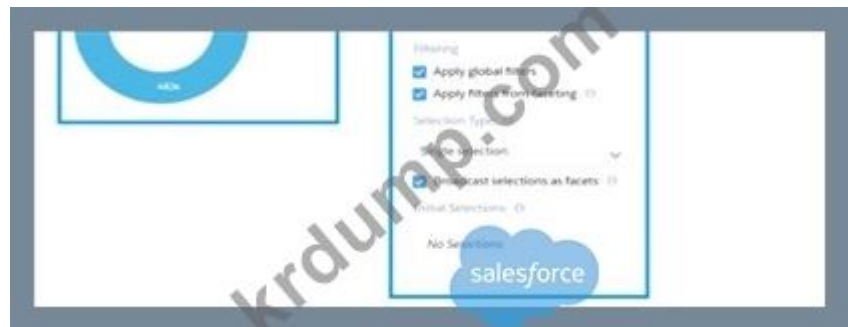 Filtering
Apply global filters
Apply filters from faceting
Selection Type
Single selection
Broadcast selections as facets
Initial Selections
No Selections
salesforce
krdump.com